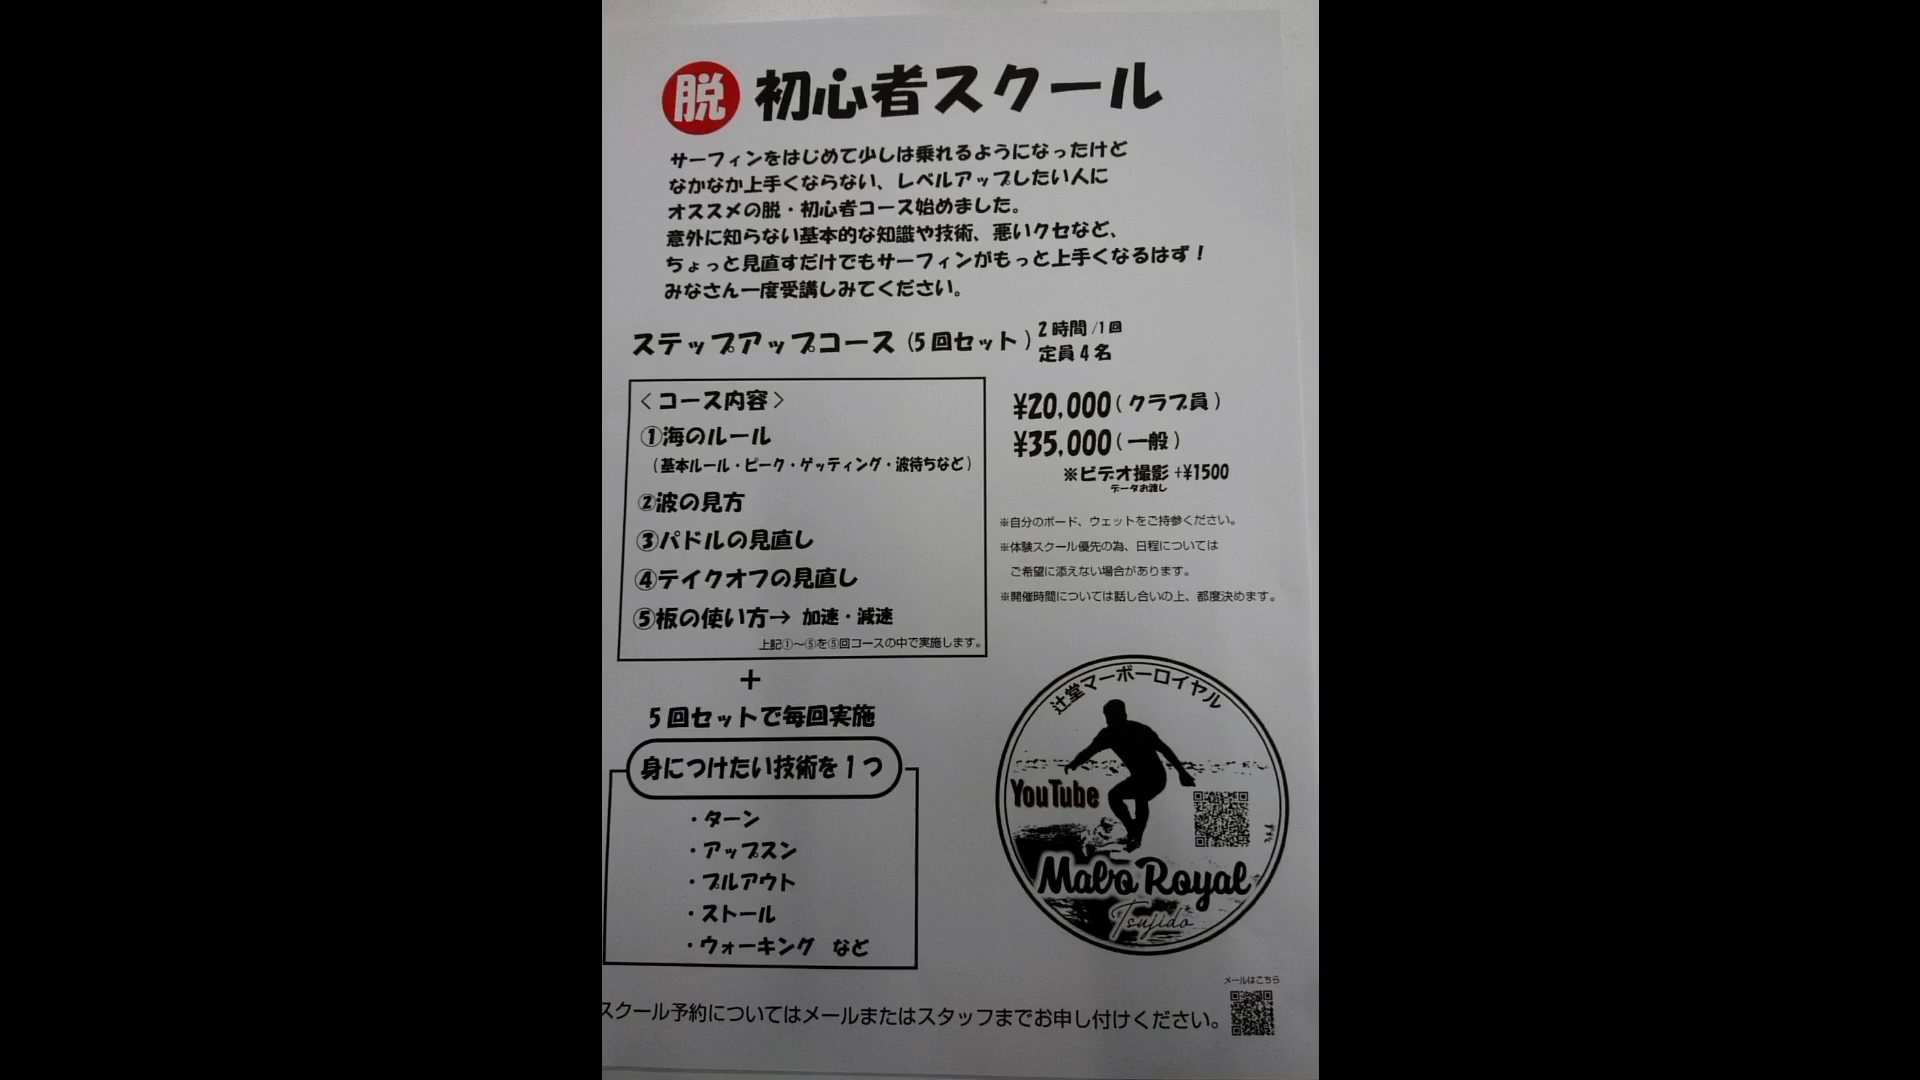 脱 初心者スクール
サーフィンをはじめて少しは乗れるようになったけど
なかなか上手くならない、レベルアップしたい人に
オススメの脱・初心者コース始めました。
意外に知らない基本的な知識や技術、悪いクセなど、
ちょっと見直すだけでもサーフィンがもっと上手くなるはず！
みなさん一度受講しみてください。
ステップアップコース (5回セット) 2時間/1回
定員4名
<コース内容>
①海のルール
(基本ルール・ピーク・ゲッティング・波待ちなど)
②波の見方
③パドルの見直し
④テイクオフの見直し
⑤板の使い方→ 加速・減速
上記①～⑤を⑤回コースの中で実施します。
¥20,000(クラブ員)
¥35,000(一般)
※ビデオ撮影+¥1500
データお渡し
※自分のボード、ウェットをご持参ください。
※体験スクール優先の為、日程については
ご希望に添えない場合があります。
※開催時間については話し合いの上、都度決めます。
+
5回セットで毎回実施
身につけたい技術を1つ
・ターン
・アップスン
・プルアウト
・ストール
・ウォーキング など
辻堂マーボーロイヤル
YouTube
Mabo Royal
Tsujido
メールはこちら
スクール予約についてはメールまたはスタッフまでお申し付けください。